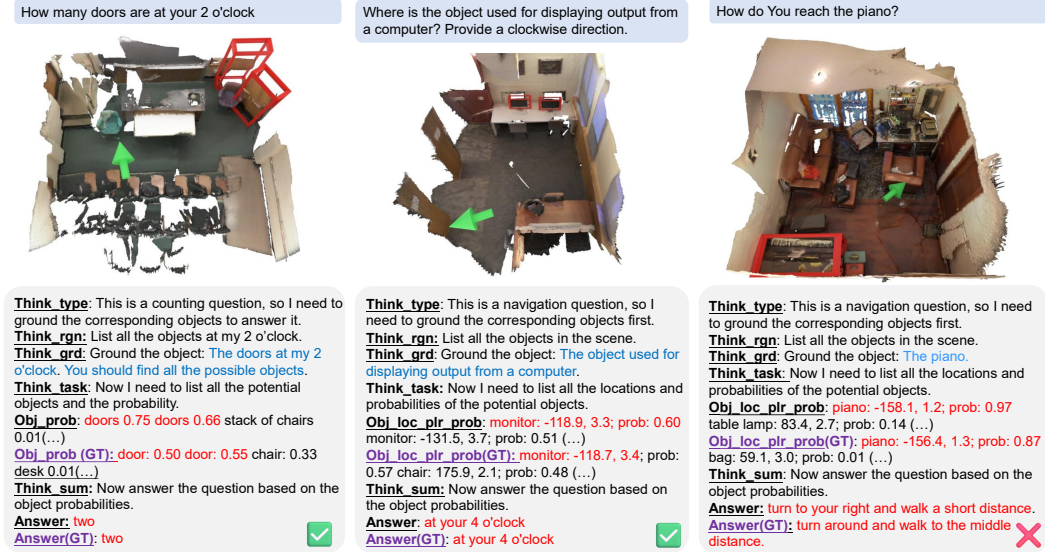 How many doors are at your 2 o'clock
Think_type: This is a counting question, so I need to
ground the corresponding objects to answer it.
Think_rgn: List all the objects at my 2 o'clock.
Think_grd: Ground the object: The doors at my 2
o'clock. You should find all the possible objects.
Think_task: Now I need to list all the potential
objects and the probability.
Obj_prob: doors 0.75 doors 0.66 stack of chairs
0.01(…)
Obj_prob (GT): door: 0.50 door: 0.55 chair: 0.33
desk 0.01(…)
Think_sum: Now answer the question based on the
object probabilities.
Answer: two
Answer(GT): two
Where is the object used for displaying output from
a computer? Provide a clockwise direction.
Think_type: This is a navigation question, so I
need to ground the corresponding objects first.
Think_rgn: List all the objects in the scene.
Think_grd: Ground the object: The object used for
displaying output from a computer.
Think_task: Now I need to list all the locations and
probabilities of the potential objects.
Obj_loc_plr_prob: monitor: -118.9, 3.3; prob: 0.60
monitor: -131.5, 3.7; prob: 0.51 (…)
Obj_loc_plr_prob(GT): monitor: -118.7, 3.4; prob:
0.57 chair: 175.9, 2.1; prob: 0.48 (…)
Think_sum: Now answer the question based on
the object probabilities.
Answer: at your 4 o'clock
Answer(GT): at your 4 o'clock
How do You reach the piano?
Think_type: This is a navigation question, so I need
to ground the corresponding objects first.
Think_rgn: List all the objects in the scene.
Think_grd: Ground the object: The piano.
Think_task: Now I need to list all the locations and
probabilities of the potential objects.
Obj_loc_plr_prob: piano: -158.1, 1.2; prob: 0.97
table lamp: 83.4, 2.7; prob: 0.14 (…)
Obj_loc_plr_prob(GT): piano: -156.4, 1.3; prob: 0.87
bag: 59.1, 3.0; prob: 0.01 (…)
Think_sum: Now answer the question based on the
object probabilities.
Answer: turn to your right and walk a short distance.
Answer(GT): turn around and walk to the middle
distance.